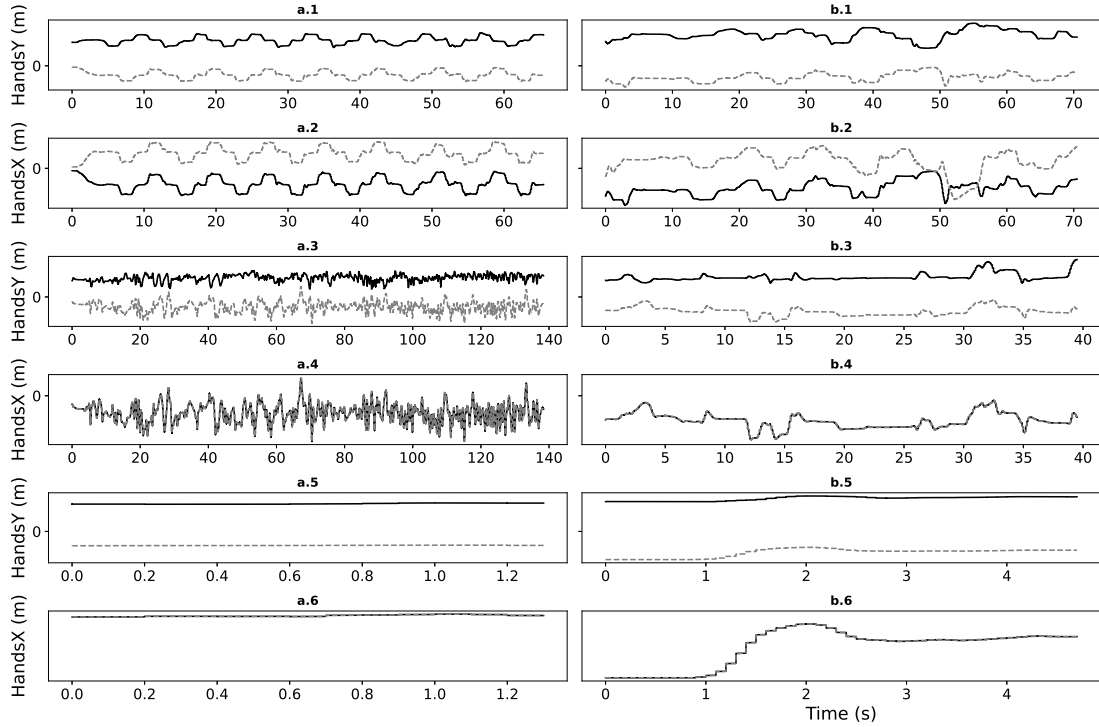 a.1 b.1
HandsY (m)
0
0 10 20 30 40 50 60 0 10 20 30 40 50 60 70
a.2 b.2
HandsX (m)
0
0 10 20 30 40 50 60 0 10 20 30 40 50 60 70
a.3 b.3
HandsY (m)
0
0 20 40 60 80 100 120 140 0 5 10 15 20 25 30 35 40
a.4 b.4
HandsX (m)
0
0 20 40 60 80 100 120 140 0 5 10 15 20 25 30 35 40
a.5 b.5
HandsY (m)
0
0.0 0.2 0.4 0.6 0.8 1.0 1.2 0 1 2 3 4
a.6 b.6
HandsX (m)
0.0 0.2 0.4 0.6 0.8 1.0 1.2 0 1 2 3 4
Time (s)